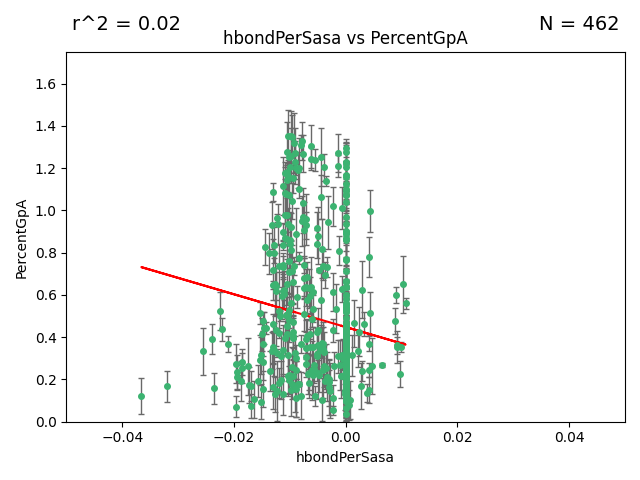 r^2 = 0.02
N = 462
hbondPerSasa vs PercentGpA
PercentGpA
1.6
1.4
1.2
1.0
0.8
0.6
0.4
0.2
0.0
−0.04 −0.02 0.00 0.02 0.04
hbondPerSasa